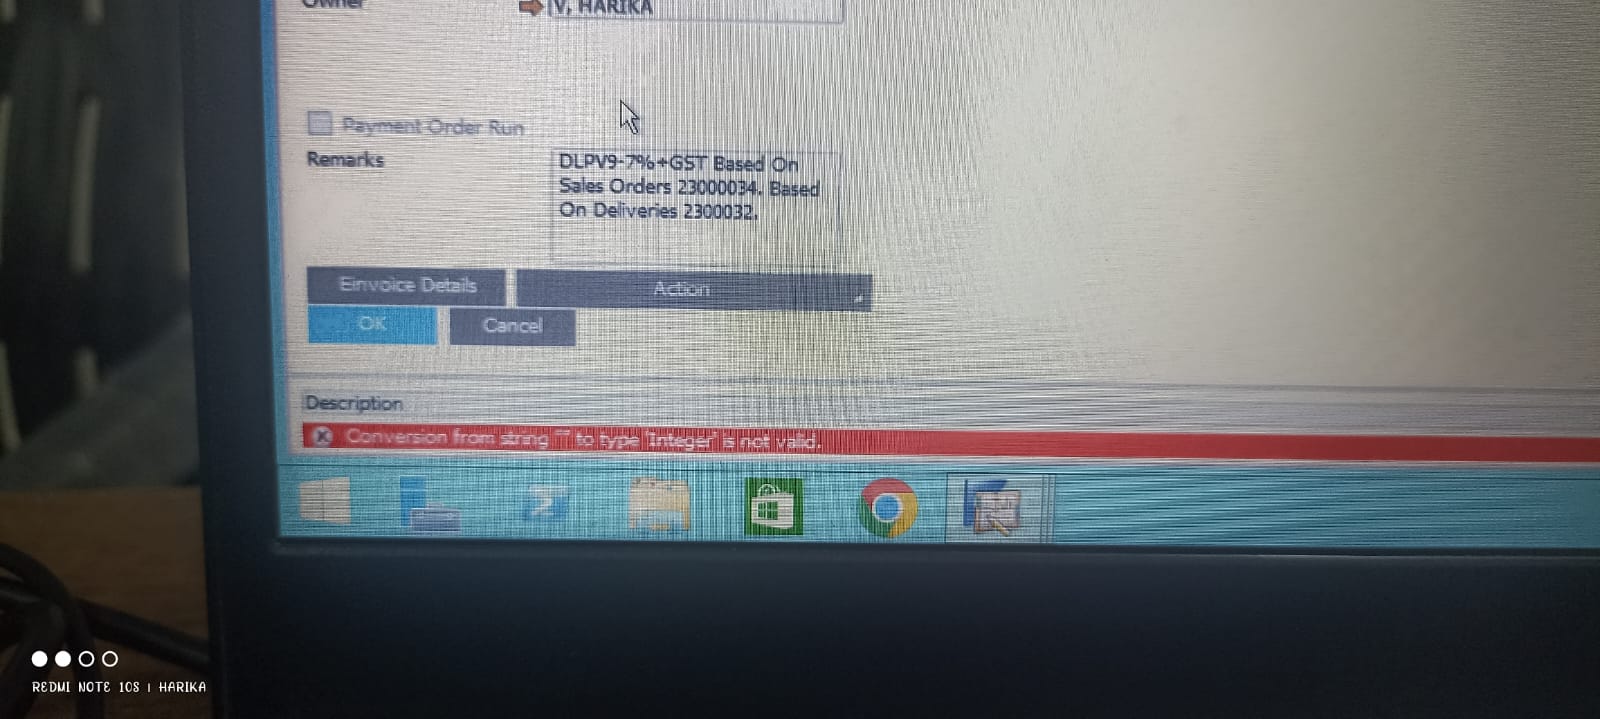 Owner
V, HARIKA
Payment Order Run
Remarks
DLPV9-7%+GST Based On
Sales Orders 23000034. Based
On Deliveries 2300032.
Einvoice Details
Action
OK
Cancel
Description
Conversion from string "" to type 'Integer' is not valid.
REDMI NOTE 10S | HARIKA